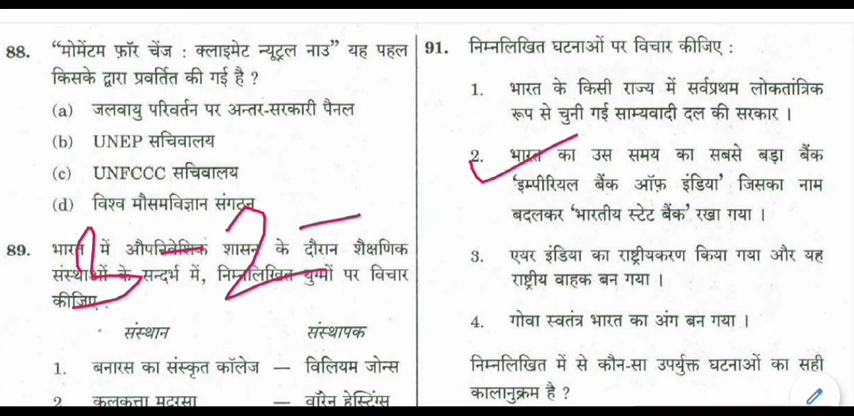 88. “मोमेंटम फ़ॉर चेंज : क्लाइमेट न्यूट्रल नाउ” यह पहल
किसके द्वारा प्रवर्तित की गई है ?
(a) जलवायु परिवर्तन पर अन्तर-सरकारी पैनल
(b) UNEP सचिवालय
(c) UNFCCC सचिवालय
(d) विश्व मौसमविज्ञान संगठन
89. भारत में औपनिवेशिक शासन के दौरान शैक्षणिक
संस्थाओं के सन्दर्भ में, निम्नलिखित युग्मों पर विचार
कीजिए
संस्थान संस्थापक
1. बनारस का संस्कृत कॉलेज — विलियम जोन्स
2. कलकत्ता मदरसा — वॉरेन हेस्टिंग्स
91. निम्नलिखित घटनाओं पर विचार कीजिए :
1. भारत के किसी राज्य में सर्वप्रथम लोकतांत्रिक
रूप से चुनी गई साम्यवादी दल की सरकार ।
2. भारत का उस समय का सबसे बड़ा बैंक
‘इम्पीरियल बैंक ऑफ़ इंडिया’ जिसका नाम
बदलकर ‘भारतीय स्टेट बैंक’ रखा गया ।
3. एयर इंडिया का राष्ट्रीयकरण किया गया और यह
राष्ट्रीय वाहक बन गया ।
4. गोवा स्वतंत्र भारत का अंग बन गया ।
निम्नलिखित में से कौन-सा उपर्युक्त घटनाओं का सही
कालानुक्रम है ?